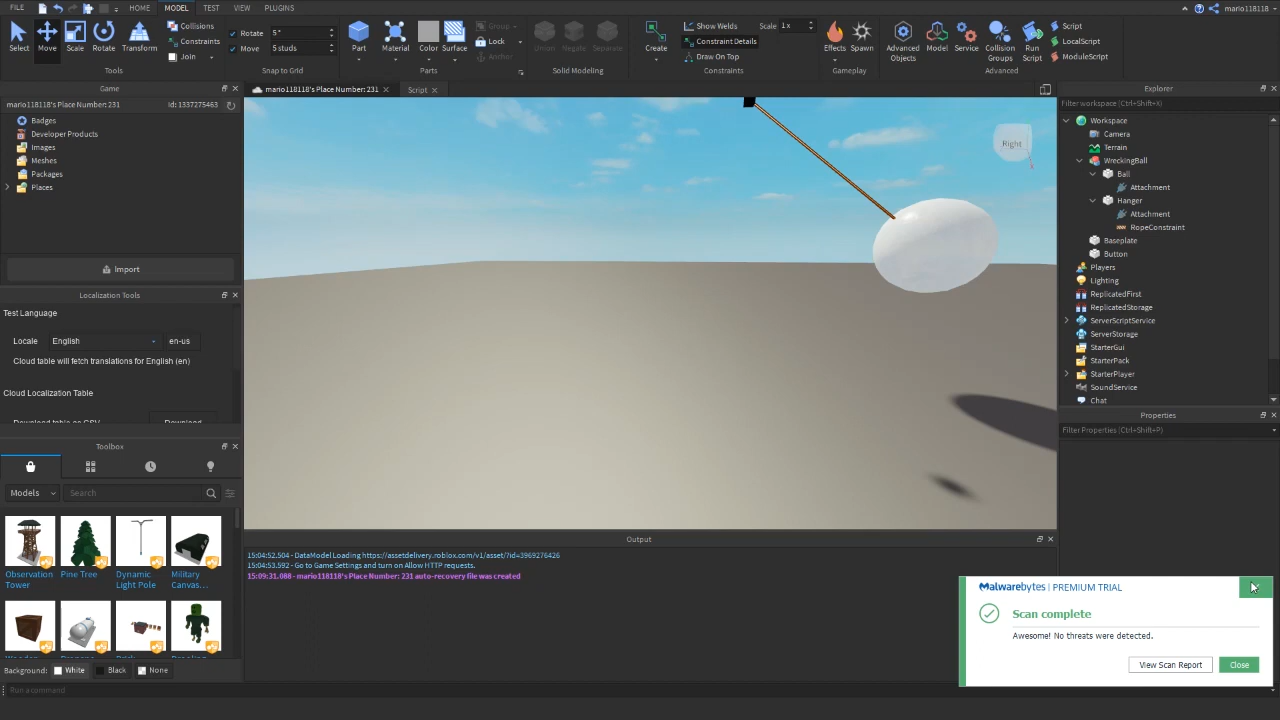 FILE
HOME
MODEL
TEST
VIEW
PLUGINS
mario118118
Select
Move
Scale
Rotate
Transform
Collisions
Constraints
Join
Tools
Rotate
5°
Move
5 studs
Snap to Grid
Part
Material
Color
Surface
Group
Lock
Anchor
Parts
Union
Negate
Separate
Solid Modeling
Create
Show Welds
Scale
1x
Constraint Details
Draw On Top
Constraints
Effects
Spawn
Gameplay
Advanced
Objects
Model
Service
Collision
Groups
Run
Script
Script
LocalScript
ModuleScript
Advanced
Game
mario118118's Place Number: 231
Id: 1337275463
Badges
Developer Products
Images
Meshes
Packages
Places
Import
Localization Tools
Test Language
Locale
English
en-us
Cloud table will fetch translations for English (en)
Cloud Localization Table
Toolbox
Models
Search
Observation
Tower
Pine Tree
Dynamic
Light Pole
Military
Canvas...
Background:
White
Black
None
Run a command
mario118118's Place Number: 231
Script
Right
Output
15:04:52.504 - DataModel Loading https://assetdelivery.roblox.com/v1/asset/?id=3969276426
15:04:53.592 - Go to Game Settings and turn on Allow HTTP requests.
15:09:31.088 - mario118118's Place Number: 231 auto-recovery file was created
Explorer
Filter workspace (Ctrl+Shift+X)
Workspace
Camera
Terrain
WreckingBall
Ball
Attachment
Hanger
Attachment
RopeConstraint
Baseplate
Button
Players
Lighting
ReplicatedFirst
ReplicatedStorage
ServerScriptService
ServerStorage
StarterGui
StarterPack
StarterPlayer
SoundService
Chat
Properties
Filter Properties (Ctrl+Shift+P)
Malwarebytes | PREMIUM TRIAL
Scan complete
Awesome! No threats were detected.
View Scan Report
Close